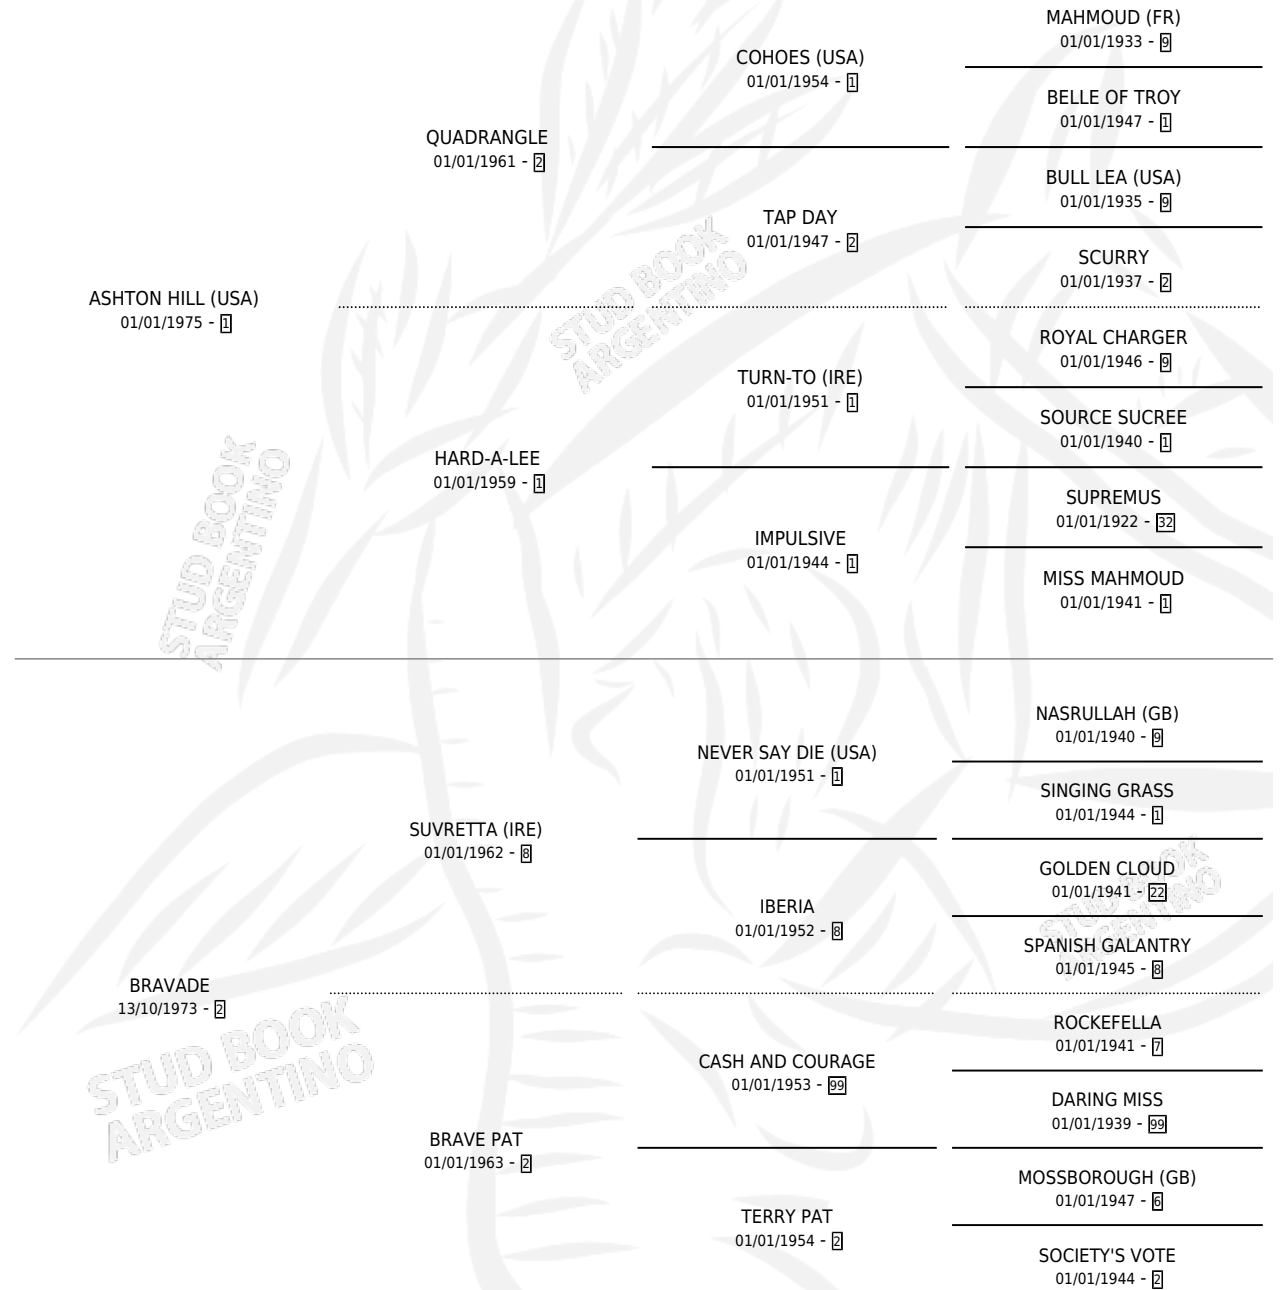 MAHMOUD (FR)
01/01/1933 - 9
COHOES (USA)
01/01/1954 - 1
BELLE OF TROY
01/01/1947 - 1
QUADRANGLE
01/01/1961 - 2
BULL LEA (USA)
01/01/1935 - 9
TAP DAY
01/01/1947 - 2
SCURRY
01/01/1937 - 2
ASHTON HILL (USA)
01/01/1975 - 1
ROYAL CHARGER
01/01/1946 - 9
TURN-TO (IRE)
01/01/1951 - 1
SOURCE SUCREE
01/01/1940 - 1
HARD-A-LEE
01/01/1959 - 1
SUPREMUS
01/01/1922 - 32
IMPULSIVE
01/01/1944 - 1
MISS MAHMOUD
01/01/1941 - 1
NASRULLAH (GB)
01/01/1940 - 9
NEVER SAY DIE (USA)
01/01/1951 - 1
SINGING GRASS
01/01/1944 - 1
SUVRETTA (IRE)
01/01/1962 - 8
GOLDEN CLOUD
01/01/1941 - 22
IBERIA
01/01/1952 - 8
SPANISH GALANTRY
01/01/1945 - 8
BRAVADE
13/10/1973 - 2
ROCKEFELLA
01/01/1941 - 7
CASH AND COURAGE
01/01/1953 - 99
DARING MISS
01/01/1939 - 99
BRAVE PAT
01/01/1963 - 2
MOSSBOROUGH (GB)
01/01/1947 - 6
TERRY PAT
01/01/1954 - 2
SOCIETY'S VOTE
01/01/1944 - 2
STUD BOOK
ARGENTINO
STUD BOOK
ARGENTINO
STUD BOOK
ARGENTINO
STUD BOOK
ARGENTINO